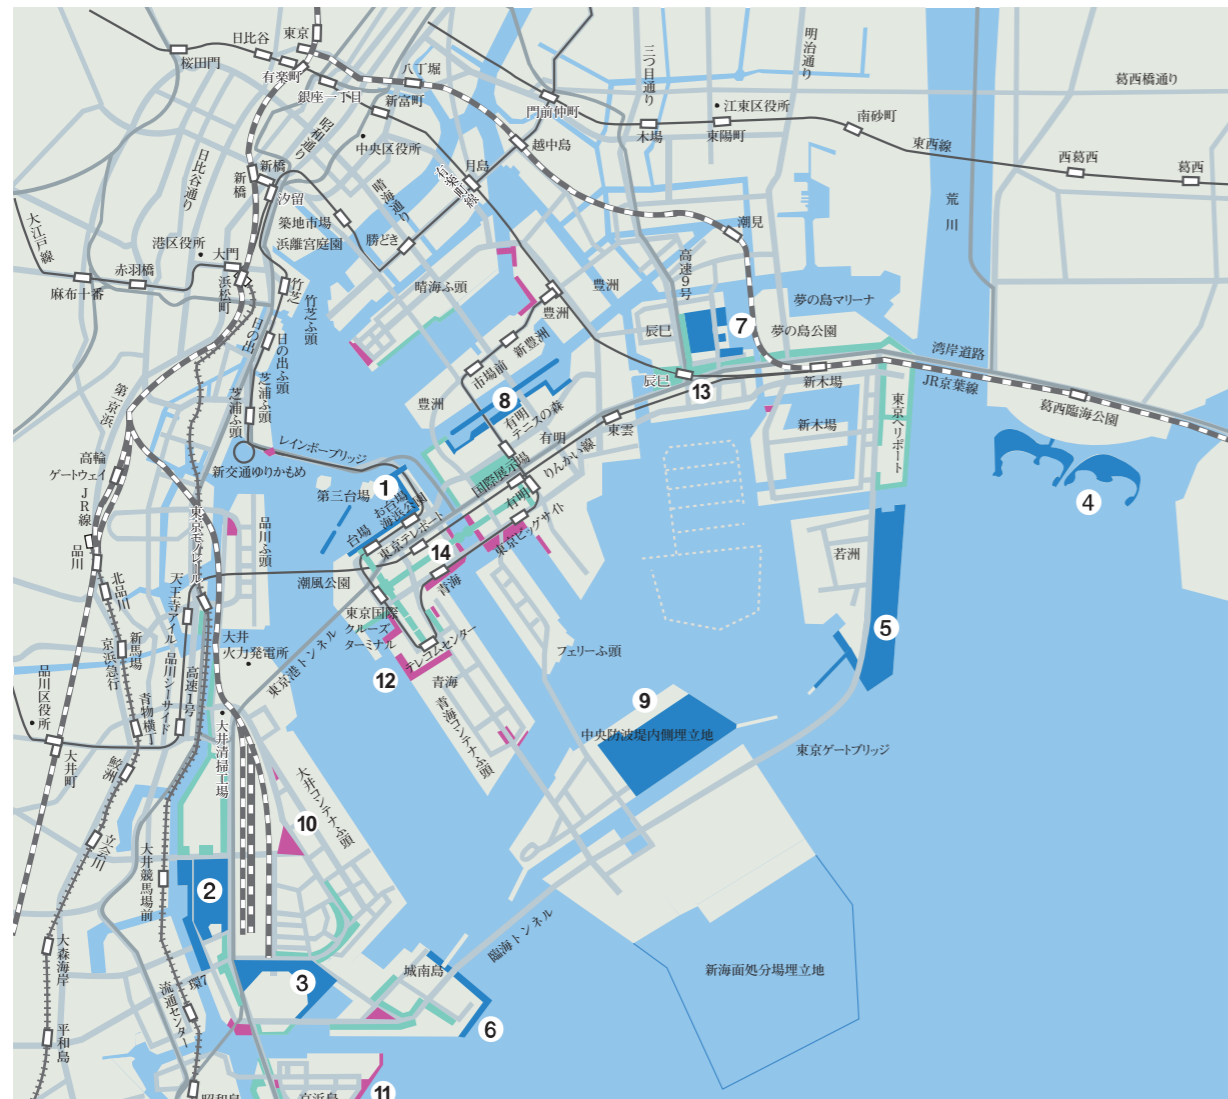 東京
日比谷
桜田門
有楽町
銀座一丁目
八丁堀
新富町
中央区役所
昭和通り
日比谷通り
新橋
新橋
汐留
築地市場
浜離宮庭園
勝どき
晴海通り
月島
有楽町線
門前仲町
越中島
三つ目通り
木場
江東区役所
東陽町
明治通り
南砂町
東西線
葛西橋通り
西葛西
葛西
荒川
大江戸線
港区役所
大門
赤羽橋
麻布十番
浜松町
竹芝
竹芝ふ頭
日の出
日の出ふ頭
芝浦ふ頭
芝浦ふ頭
第一京浜
晴海ふ頭
豊洲
豊洲
新豊洲
市場前
豊洲
潮見
高速9号
辰巳
辰巳
夢の島マリーナ
夢の島公園
7
湾岸道路
JR京葉線
新木場
新木場
13
葛西臨海公園
4
東京ヘリポート
8
有明
テニスの森
有明
東雲
りんかい線
国際展示場
有明
東京ビッグサイト
レインボーブリッジ
新交通ゆりかもめ
第三台場
1
お台場
海浜公園
台場
東京テレポート
14
青海
潮風公園
東京国際
クルーズ
ターミナル
テレコムセンター
12
青海
青海コンテナふ頭
フェリーふ頭
高輪
ゲートウェイ
JR線
品川
品川ふ頭
東京モノレール
天王寺アイル
北品川
新馬場
京浜急行
青物横丁
品川シーサイド
高速1号
大井
火力発電所
東京港トンネル
品川区役所
大井町
鮫洲
立会川
大井清掃工場
大井競馬場前
大井コンテナふ頭
10
2
3
環7
流通センター
大森海岸
平和島
昭和島
京浜島
11
城南島
6
臨海トンネル
若洲
5
9
中央防波堤内側埋立地
東京ゲートブリッジ
新海面処分場埋立地